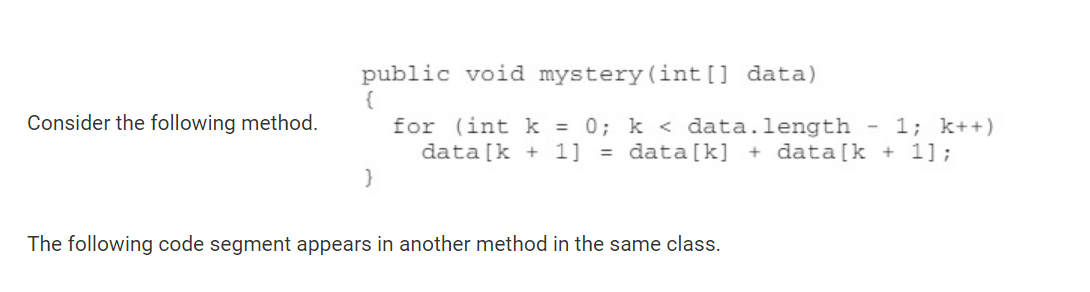 Consider the following method.
public void mystery(int[] data)
{
for (int k = 0; k < data.length - 1; k++)
data[k + 1] = data[k] + data[k + 1];
}
The following code segment appears in another method in the same class.